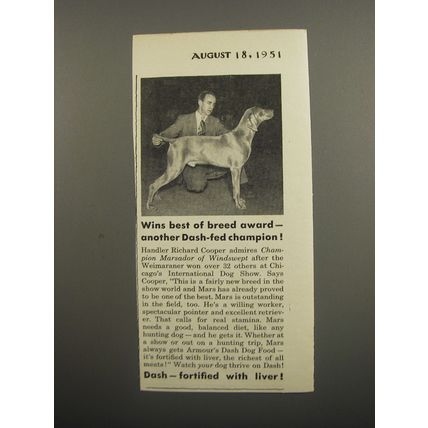 AUGUST 18, 1951
Wins best of breed award—
another Dash-fed champion!
Handler Richard Cooper admires Cham-
pion Marsador of Windswept after the
Weimaraner won over 32 others at Chi-
cago's International Dog Show. Says
Cooper, "This is a fairly new breed in the
show world and Mars has already proved
to be one of the best. Mars is outstanding
in the field, too. He's a willing worker,
spectacular pointer and excellent retriev-
er. That calls for real stamina. Mars
needs a good, balanced diet, like any
hunting dog—and he gets it. Whether at
a show or out on a hunting trip, Mars
always gets Armour's Dash Dog Food—
it's fortified with liver, the richest of all
meats!" Watch your dog thrive on Dash!
Dash—fortified with liver!